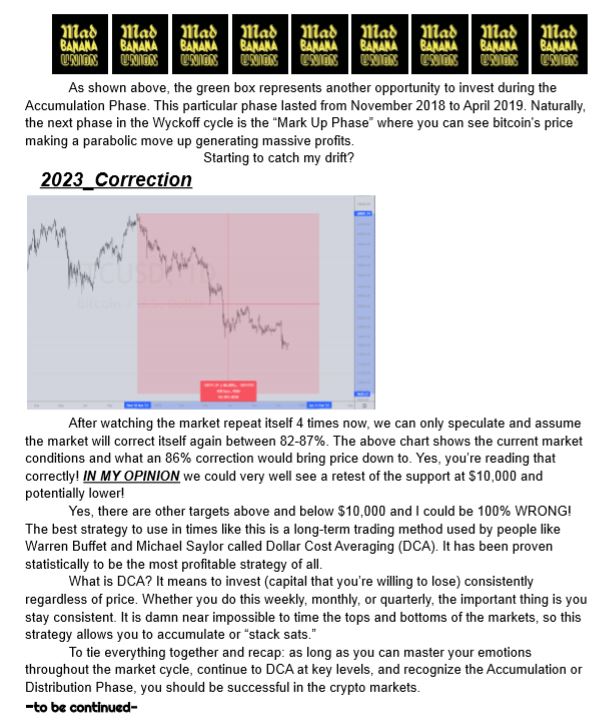 Mad Mad Mad Mad Mad Mad Mad Mad Mad
BANANA BANANA BANANA BANANA BANANA BANANA BANANA BANANA BANANA
UNION UNION UNION UNION UNION UNION UNION UNION UNION
As shown above, the green box represents another opportunity to invest during the
Accumulation Phase. This particular phase lasted from November 2018 to April 2019. Naturally,
the next phase in the Wyckoff cycle is the “Mark Up Phase” where you can see bitcoin’s price
making a parabolic move up generating massive profits.
Starting to catch my drift?
2023_Correction
After watching the market repeat itself 4 times now, we can only speculate and assume
the market will correct itself again between 82-87%. The above chart shows the current market
conditions and what an 86% correction would bring price down to. Yes, you’re reading that
correctly! IN MY OPINION we could very well see a retest of the support at $10,000 and
potentially lower!
Yes, there are other targets above and below $10,000 and I could be 100% WRONG!
The best strategy to use in times like this is a long-term trading method used by people like
Warren Buffet and Michael Saylor called Dollar Cost Averaging (DCA). It has been proven
statistically to be the most profitable strategy of all.
What is DCA? It means to invest (capital that you’re willing to lose) consistently
regardless of price. Whether you do this weekly, monthly, or quarterly, the important thing is you
stay consistent. It is damn near impossible to time the tops and bottoms of the markets, so this
strategy allows you to accumulate or “stack sats.”
To tie everything together and recap: as long as you can master your emotions
throughout the market cycle, continue to DCA at key levels, and recognize the Accumulation or
Distribution Phase, you should be successful in the crypto markets.
-to be continued-